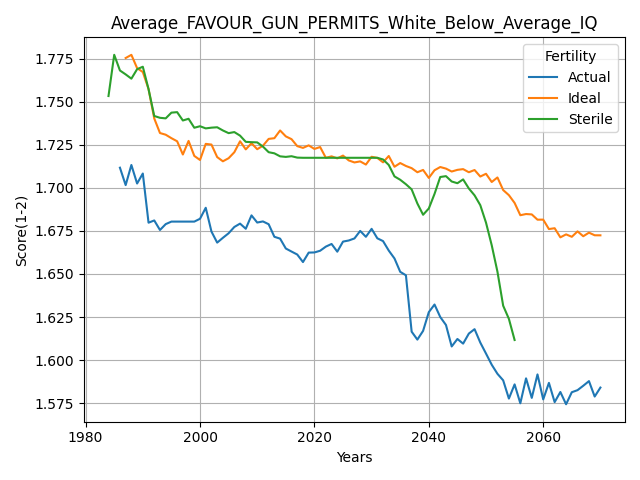 Average_FAVOUR_GUN_PERMITS_White_Below_Average_IQ
Fertility
Actual
Ideal
Sterile
Score(1-2)
1.775
1.750
1.725
1.700
1.675
1.650
1.625
1.600
1.575
1980
2000
2020
2040
2060
Years